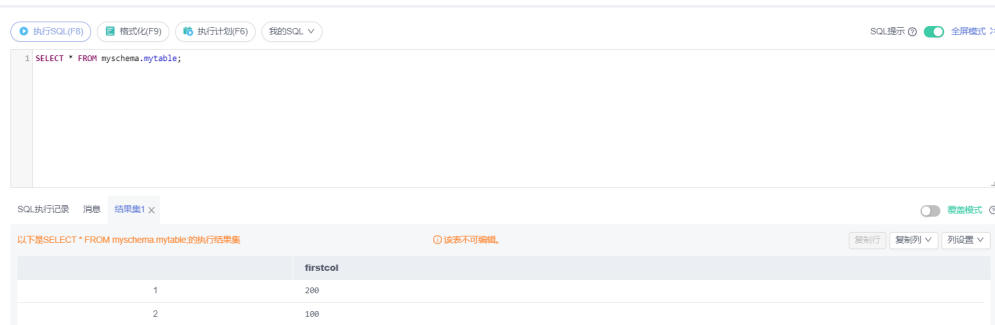 执行SQL(F8) 格式化(F9) 执行计划(F6) 我的SQL SQL提示 全屏模式
1 SELECT * FROM myschema.mytable;
SQL执行记录 消息 结果集1 覆盖模式
以下是SELECT * FROM myschema.mytable;的执行结果集 该表不可编辑。 复制行 复制列 列设置
firstcol
1 200
2 100